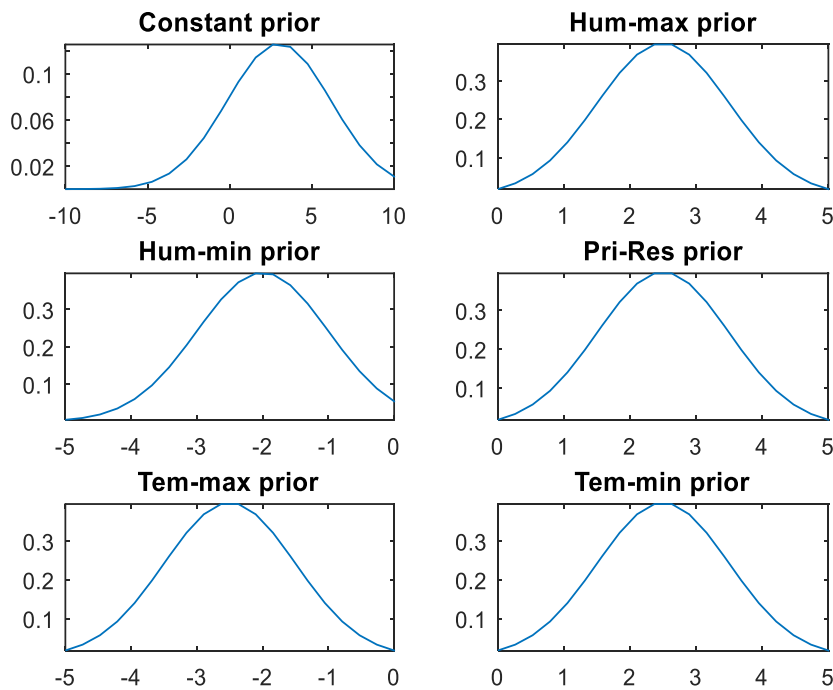 Constant prior
0.1
0.06
0.02
-10 -5 0 5 10
Hum-max prior
0.3
0.2
0.1
0 1 2 3 4 5
Hum-min prior
0.3
0.2
0.1
-5 -4 -3 -2 -1 0
Pri-Res prior
0.3
0.2
0.1
0 1 2 3 4 5
Tem-max prior
0.3
0.2
0.1
-5 -4 -3 -2 -1 0
Tem-min prior
0.3
0.2
0.1
0 1 2 3 4 5